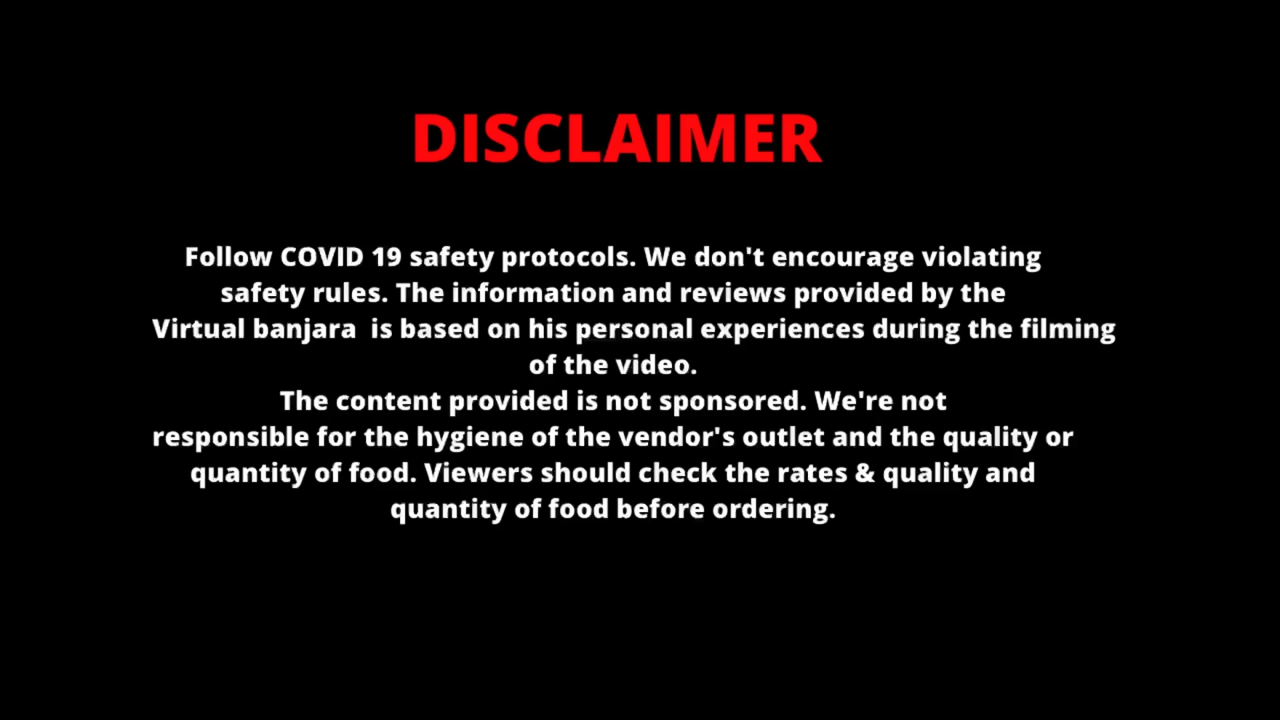 DISCLAIMER
Follow COVID 19 safety protocols. We don't encourage violating
safety rules. The information and reviews provided by the
Virtual banjara  is based on his personal experiences during the filming
of the video.
The content provided is not sponsored. We're not
responsible for the hygiene of the vendor's outlet and the quality or
quantity of food. Viewers should check the rates & quality and
quantity of food before ordering.